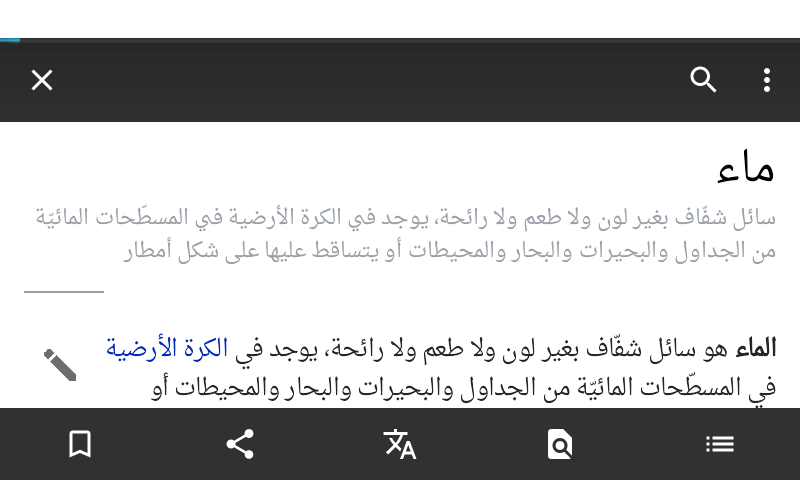 ماء
سائل شفّاف بغير لون ولا طعم ولا رائحة، يوجد في الكرة الأرضية في المسطّحات المائيّة
من الجداول والبحيرات والبحار والمحيطات أو يتساقط عليها على شكل أمطار
الماء هو سائل شفّاف بغير لون ولا طعم ولا رائحة، يوجد في الكرة الأرضية
في المسطّحات المائيّة من الجداول والبحيرات والبحار والمحيطات أو